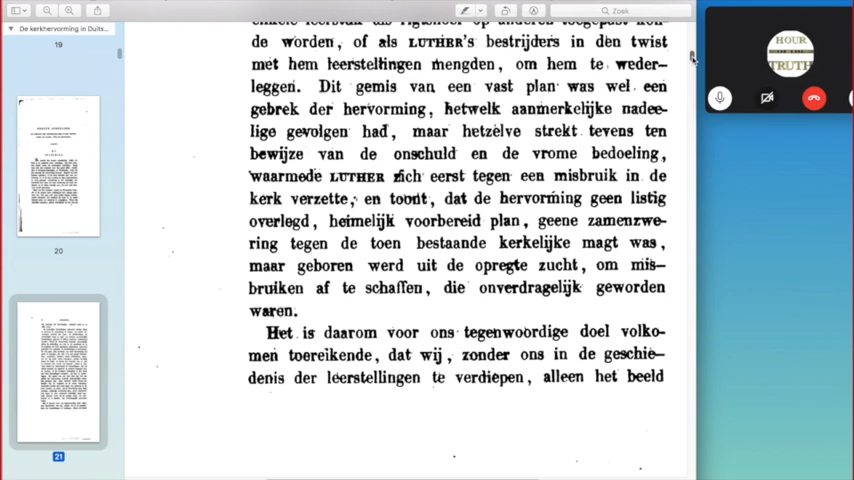 De kerkhervorming in Duits...
Zoek
19
20
21
HOUR
TRUTH
de worden, of als LUTHER's bestrijders in den twist
met hem leerstellingen mengden, om hem te weder-
leggen. Dit gemis van een vast plan was wel een
gebrek der hervorming, hetwelk aanmerkelijke nadee-
lige gevolgen had, maar hetzelve strekt tevens ten
bewijze van de onschuld en de vrome bedoeling,
waarmede LUTHER zich eerst tegen een misbruik in de
kerk verzette, en toont, dat de hervorming geen listig
overlegd, heimelijk voorbereid plan, geene zamenzwe-
ring tegen de toen bestaande kerkelijke magt was,
maar geboren werd uit de opregte zucht, om mis-
bruiken af te schaffen, die onverdragelijk geworden
waren.
Het is daarom voor ons tegenwoordige doel volko-
men toereikende, dat wij, zonder ons in de geschie-
denis der leerstellingen te verdiepen, alleen het beeld